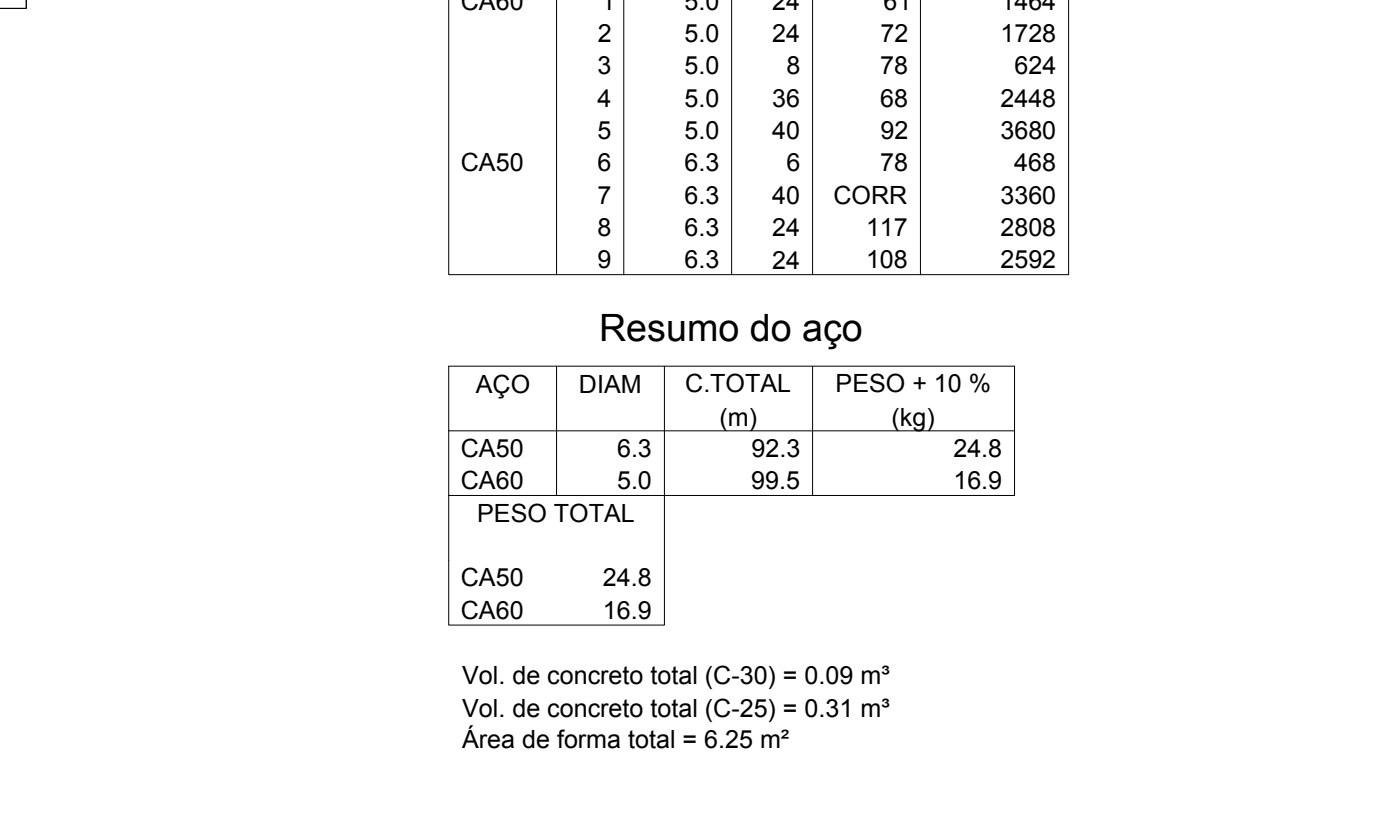 CA60 1 5.0 24 61 1464
2 5.0 24 72 1728
3 5.0 8 78 624
4 5.0 36 68 2448
5 5.0 40 92 3680
CA50 6 6.3 6 78 468
7 6.3 40 CORR 3360
8 6.3 24 117 2808
9 6.3 24 108 2592
Resumo do aço
AÇO DIAM C.TOTAL PESO + 10 %
(m) (kg)
CA50 6.3 92.3 24.8
CA60 5.0 99.5 16.9
PESO TOTAL
CA50 24.8
CA60 16.9
Vol. de concreto total (C-30) = 0.09 m³
Vol. de concreto total (C-25) = 0.31 m³
Área de forma total = 6.25 m²